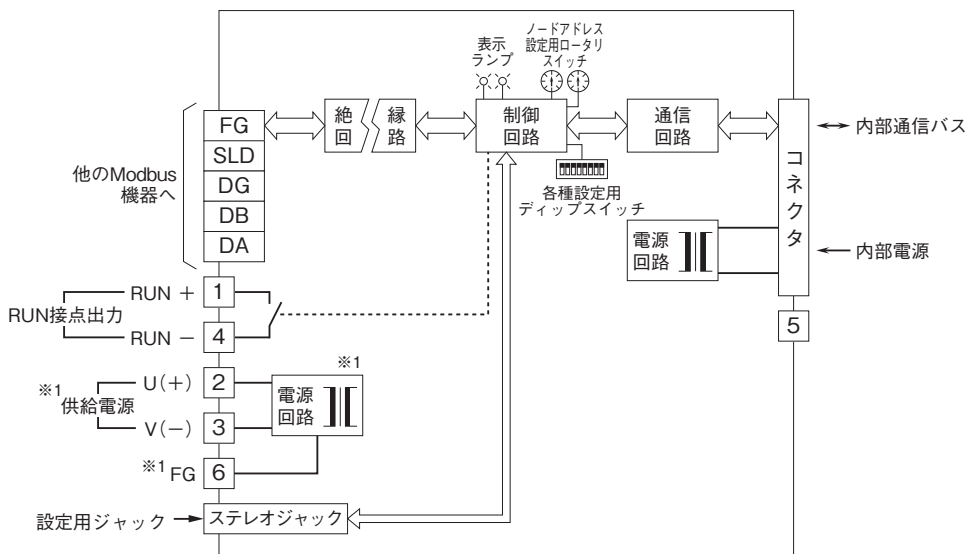 表示
ランプ
ノードアドレス
設定用ロータリ
スイッチ
他のModbus
機器へ
FG
SLD
DG
DB
DA
絶 縁
回 路
制御
回路
通信
回路
各種設定用
ディップスイッチ
コネクタ
内部通信バス
電源
回路
内部電源
5
RUN接点出力
RUN +
1
RUN −
4
※1
供給電源
U(+)
2
V(−)
3
※1 FG
6
※1
電源
回路
設定用ジャック
ステレオジャック